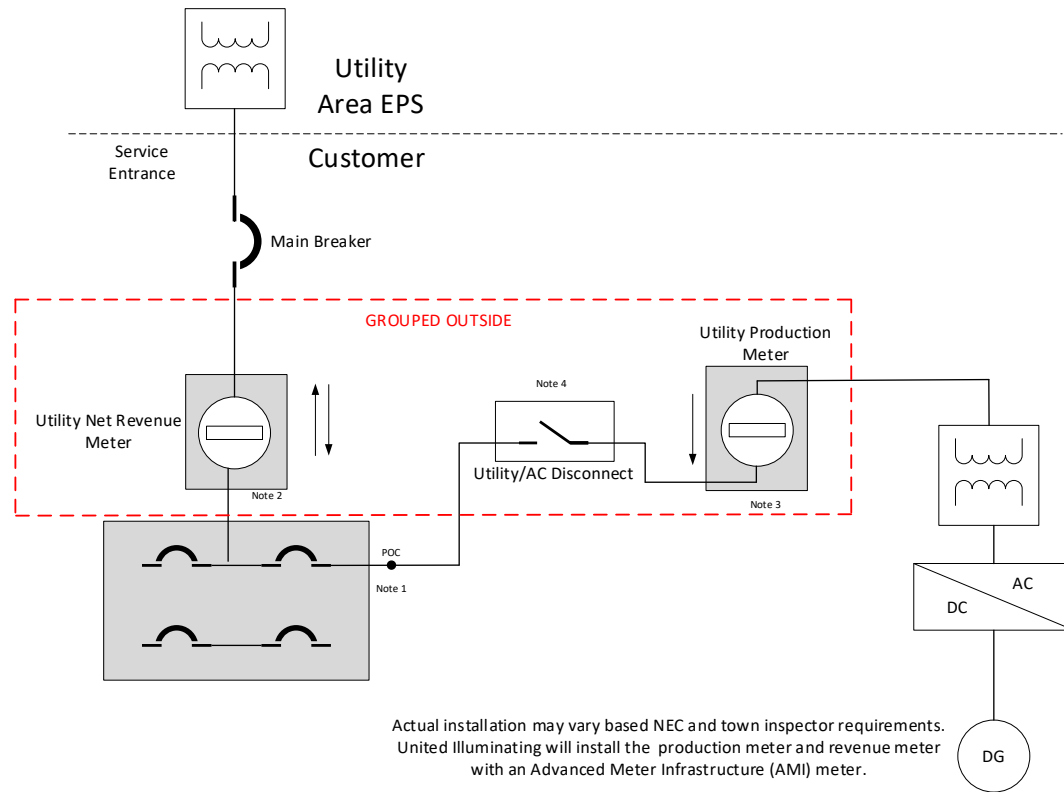 Utility
Area EPS
Service
Entrance
Customer
Main Breaker
GROUPED OUTSIDE
Utility Production
Meter
Note 4
Utility Net Revenue
Meter
Utility/AC Disconnect
Note 2
Note 3
POC
Note 1
AC
DC
Actual installation may vary based NEC and town inspector requirements.
United Illuminating will install the production meter and revenue meter
with an Advanced Meter Infrastructure (AMI) meter.
DG